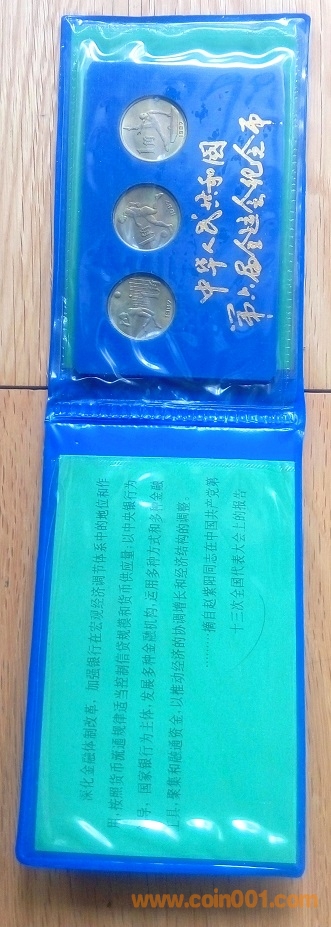 中华人民共和国
第六届全运会纪念币
1角
1987
深化金融体制改革，加强银行在宏观经济调节体系中的地位和作
用，按照货币流通规律适当控制信贷规模和货币供应量；以中央银行为
导，国家银行为主体，发展多种金融机构，运用多种方式和多种金融
工具，聚集和融通资金，以推动经济的协调增长和经济结构的调整。
………摘自赵紫阳同志在中国共产党第
十三次全国代表大会上的报告
www.coin001.com